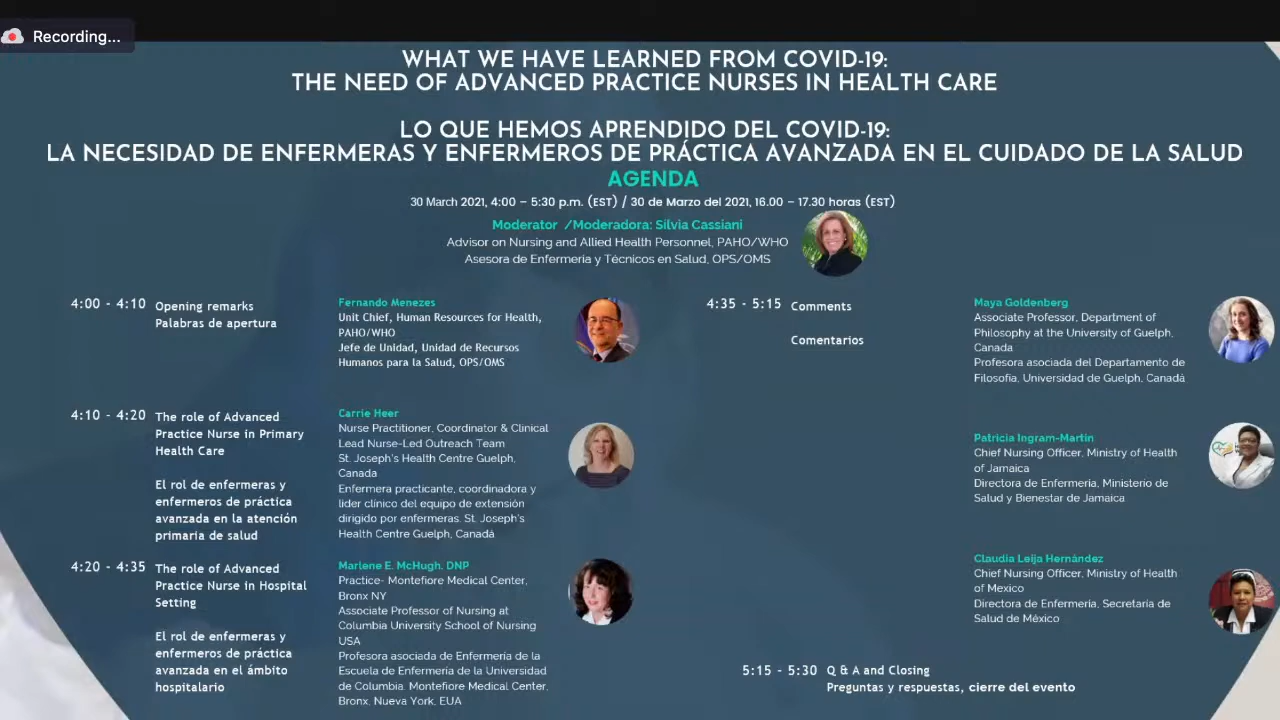 Recording...
WHAT WE HAVE LEARNED FROM COVID-19:
THE NEED OF ADVANCED PRACTICE NURSES IN HEALTH CARE
LO QUE HEMOS APRENDIDO DEL COVID-19:
LA NECESIDAD DE ENFERMERAS Y ENFERMEROS DE PRÁCTICA AVANZADA EN EL CUIDADO DE LA SALUD
AGENDA
30 March 2021, 4:00 – 5:30 p.m. (EST) / 30 de Marzo del 2021, 16.00 – 17.30 horas (EST)
Moderator /Moderadora: Silvia Cassiani
Advisor on Nursing and Allied Health Personnel, PAHO/WHO
Asesora de Enfermería y Técnicos en Salud, OPS/OMS
4:00 - 4:10
Opening remarks
Palabras de apertura
Fernando Menezes
Unit Chief, Human Resources for Health,
PAHO/WHO
Jefe de Unidad, Unidad de Recursos
Humanos para la Salud, OPS/OMS
4:10 - 4:20
The role of Advanced
Practice Nurse in Primary
Health Care
El rol de enfermeras y
enfermeros de práctica
avanzada en la atención
primaria de salud
Carrie Heer
Nurse Practitioner, Coordinator & Clinical
Lead Nurse-Led Outreach Team
St. Joseph's Health Centre Guelph,
Canada
Enfermera practicante, coordinadora y
líder clínico del equipo de extensión
dirigido por enfermeras. St. Joseph's
Health Centre Guelph, Canadá
4:20 - 4:35
The role of Advanced
Practice Nurse in Hospital
Setting
El rol de enfermeras y
enfermeros de práctica
avanzada en el ámbito
hospitalario
Marlene E. McHugh, DNP
Practice- Montefiore Medical Center,
Bronx NY
Associate Professor of Nursing at
Columbia University School of Nursing
USA
Profesora asociada de Enfermería de la
Escuela de Enfermería de la Universidad
de Columbia. Montefiore Medical Center,
Bronx, Nueva York, EUA
4:35 - 5:15
Comments
Comentarios
Maya Goldenberg
Associate Professor, Department of
Philosophy at the University of Guelph,
Canada
Profesora asociada del Departamento de
Filosofía, Universidad de Guelph, Canadá
Patricia Ingram-Martin
Chief Nursing Officer, Ministry of Health
of Jamaica
Directora de Enfermería, Ministerio de
Salud y Bienestar de Jamaica
Claudia Leija Hernández
Chief Nursing Officer, Ministry of Health
of Mexico
Directora de Enfermería, Secretaría de
Salud de México
5:15 - 5:30
Q & A and Closing
Preguntas y respuestas, cierre del evento